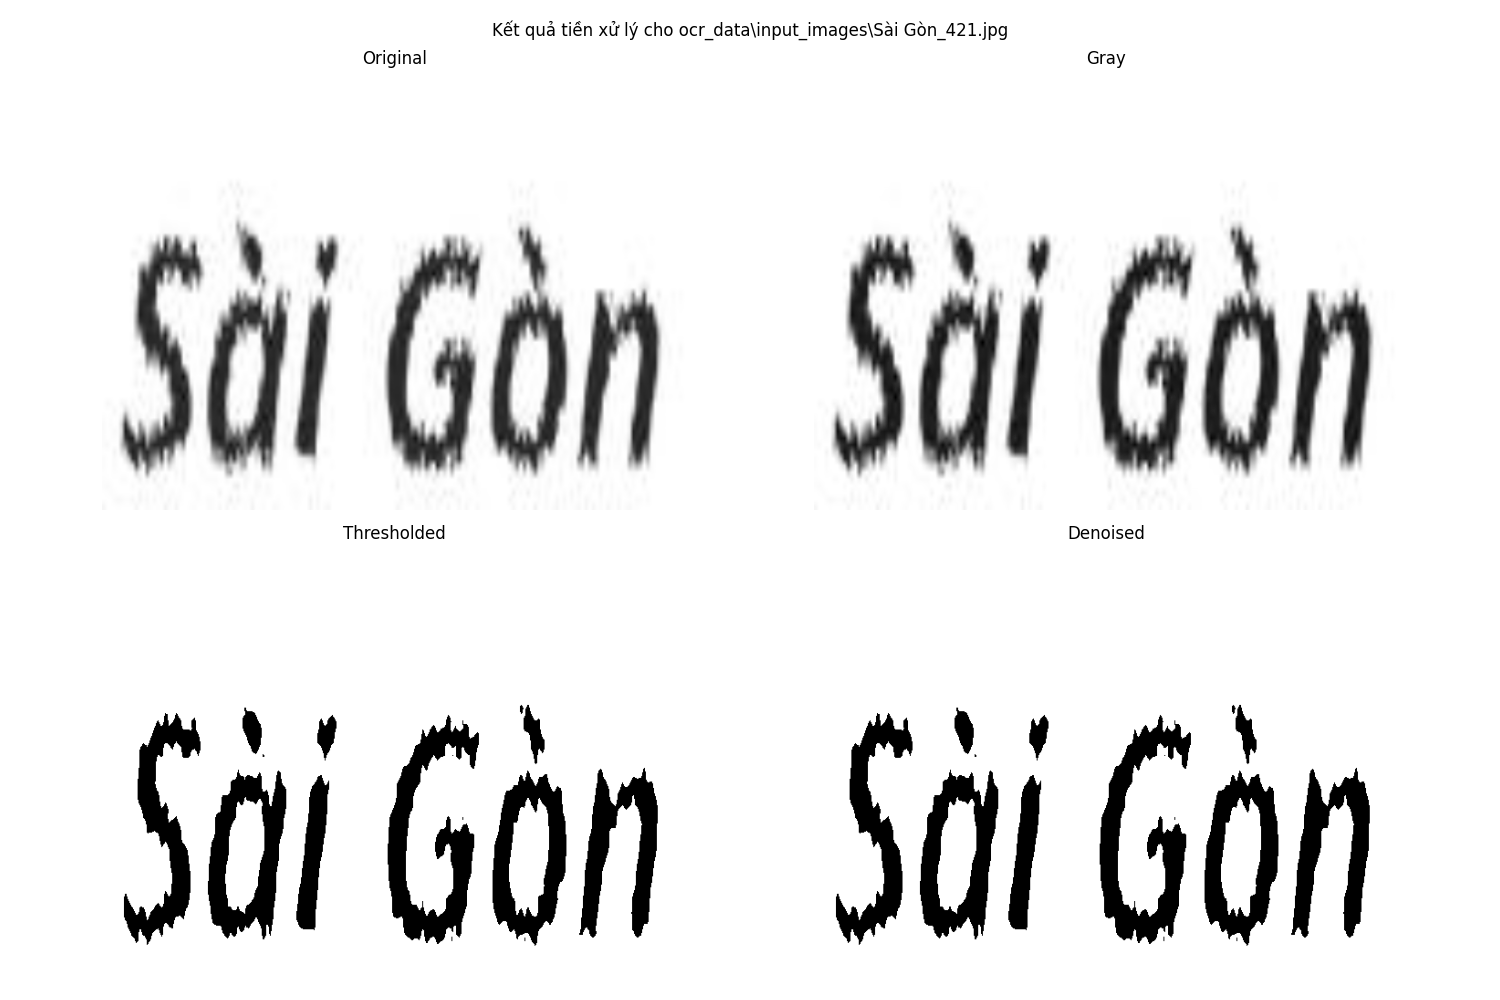 Kết quả tiền xử lý cho ocr_data\input_images\Sài Gòn_421.jpg
Original
Gray
Sài Gòn
Sài Gòn
Thresholded
Denoised
Sài Gòn
Sài Gòn